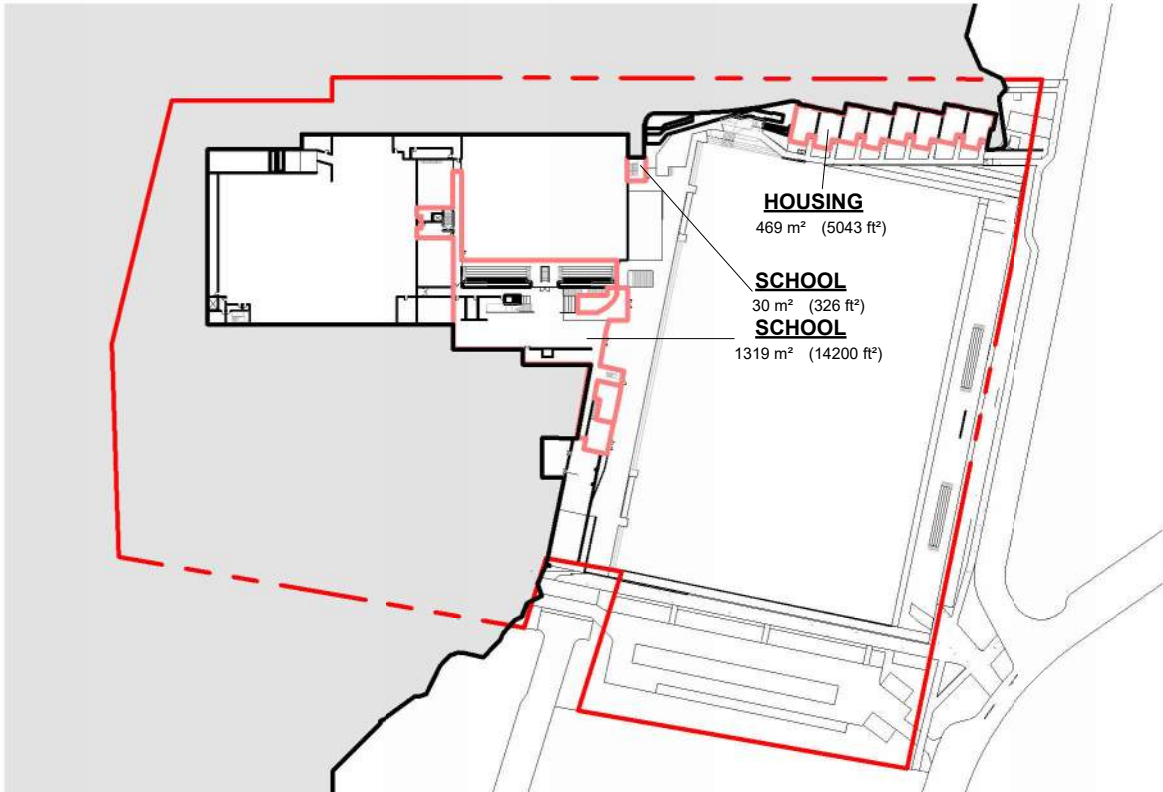 HOUSING
469 m² (5043 ft²)
SCHOOL
30 m² (326 ft²)
SCHOOL
1319 m² (14200 ft²)